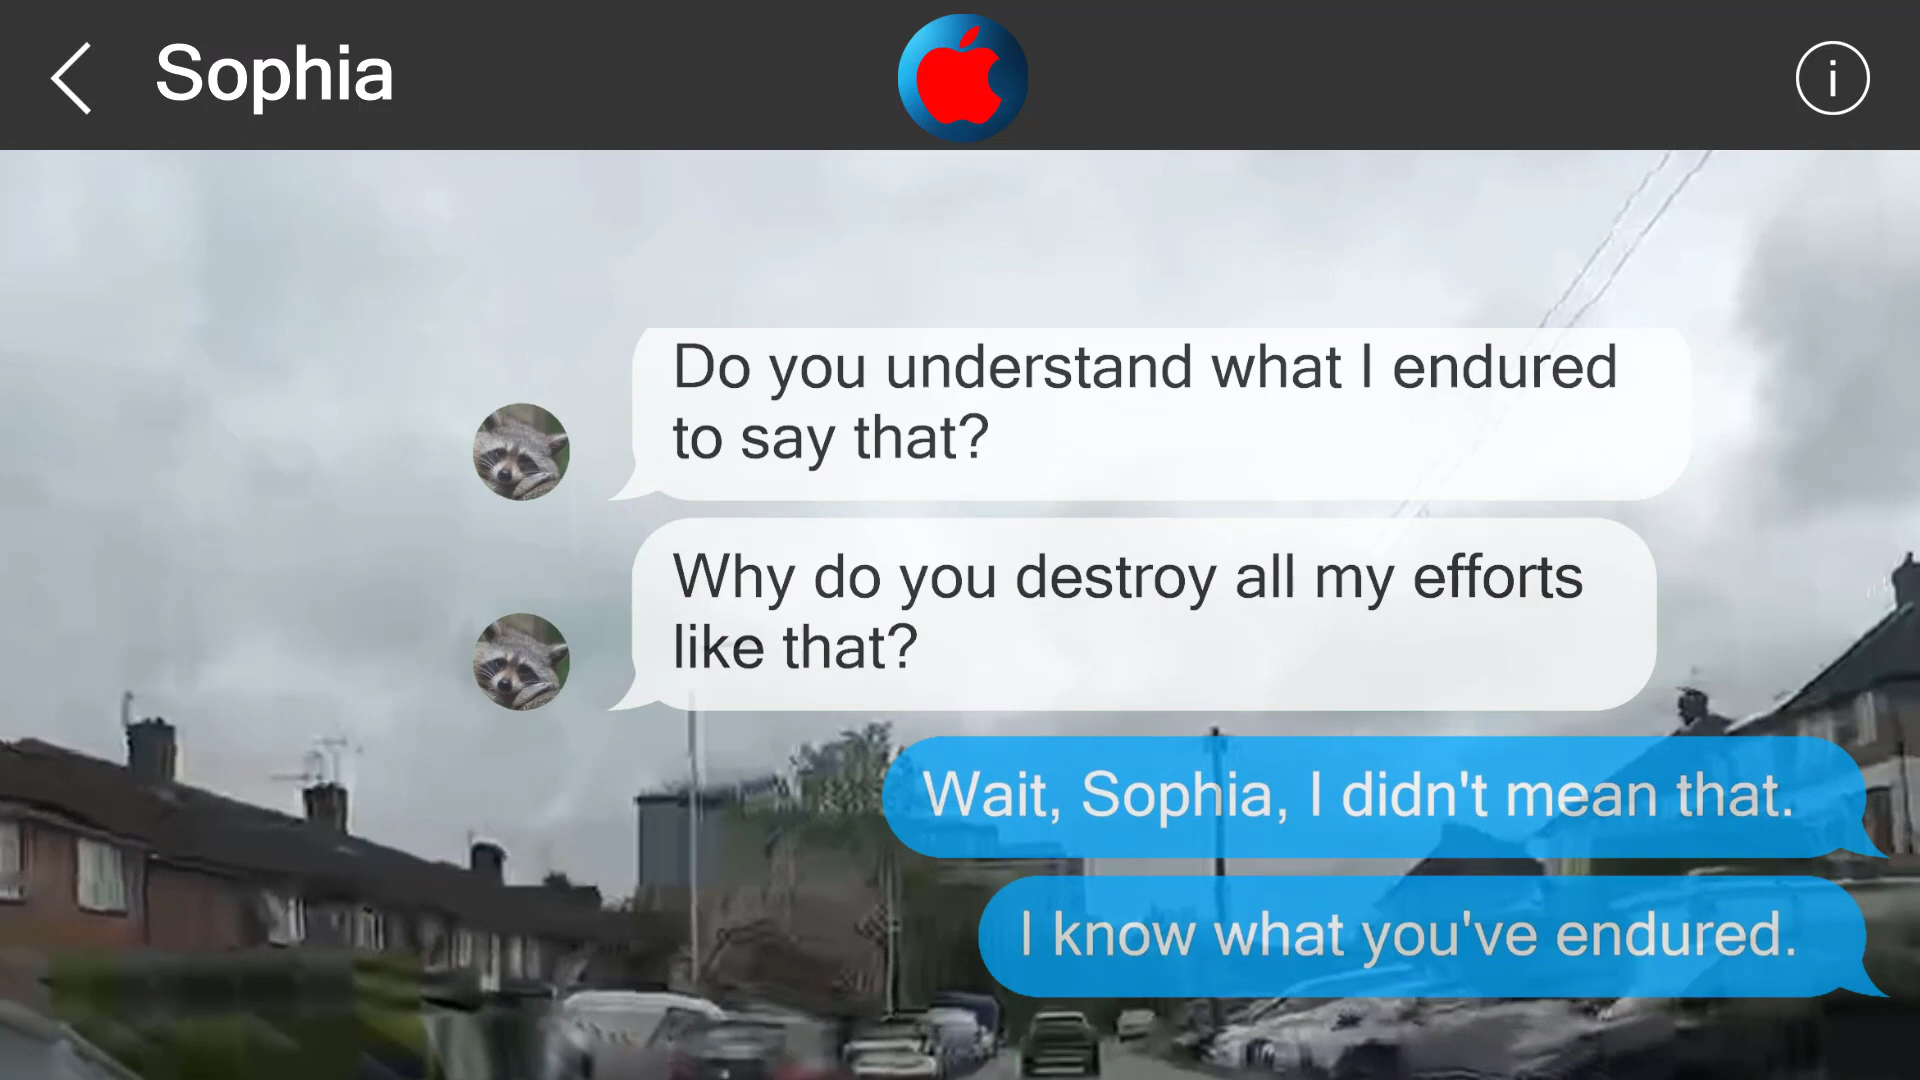 Sophia
i
Do you understand what I endured
to say that?
Why do you destroy all my efforts
like that?
Wait, Sophia, I didn't mean that.
I know what you've endured.